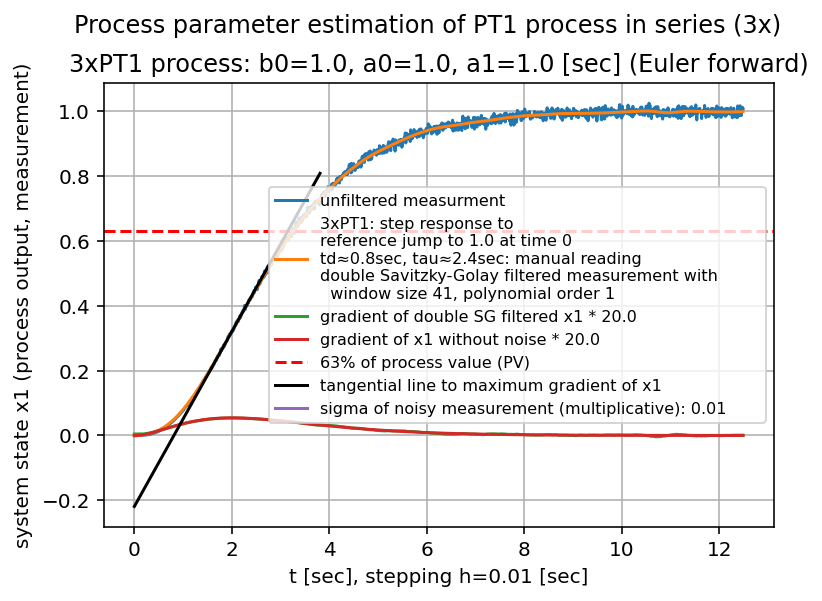 Process parameter estimation of PT1 process in series (3x)
3xPT1 process: b0=1.0, a0=1.0, a1=1.0 [sec] (Euler forward)
system state x1 (process output, measurement)
1.0
0.8
0.6
0.4
0.2
0.0
−0.2
unfiltered measurment
3xPT1: step response to
reference jump to 1.0 at time 0
td≈0.8sec, tau≈2.4sec: manual reading
double Savitzky-Golay filtered measurement with
window size 41, polynomial order 1
gradient of double SG filtered x1 * 20.0
gradient of x1 without noise * 20.0
63% of process value (PV)
tangential line to maximum gradient of x1
sigma of noisy measurement (multiplicative): 0.01
0 2 4 6 8 10 12
t [sec], stepping h=0.01 [sec]